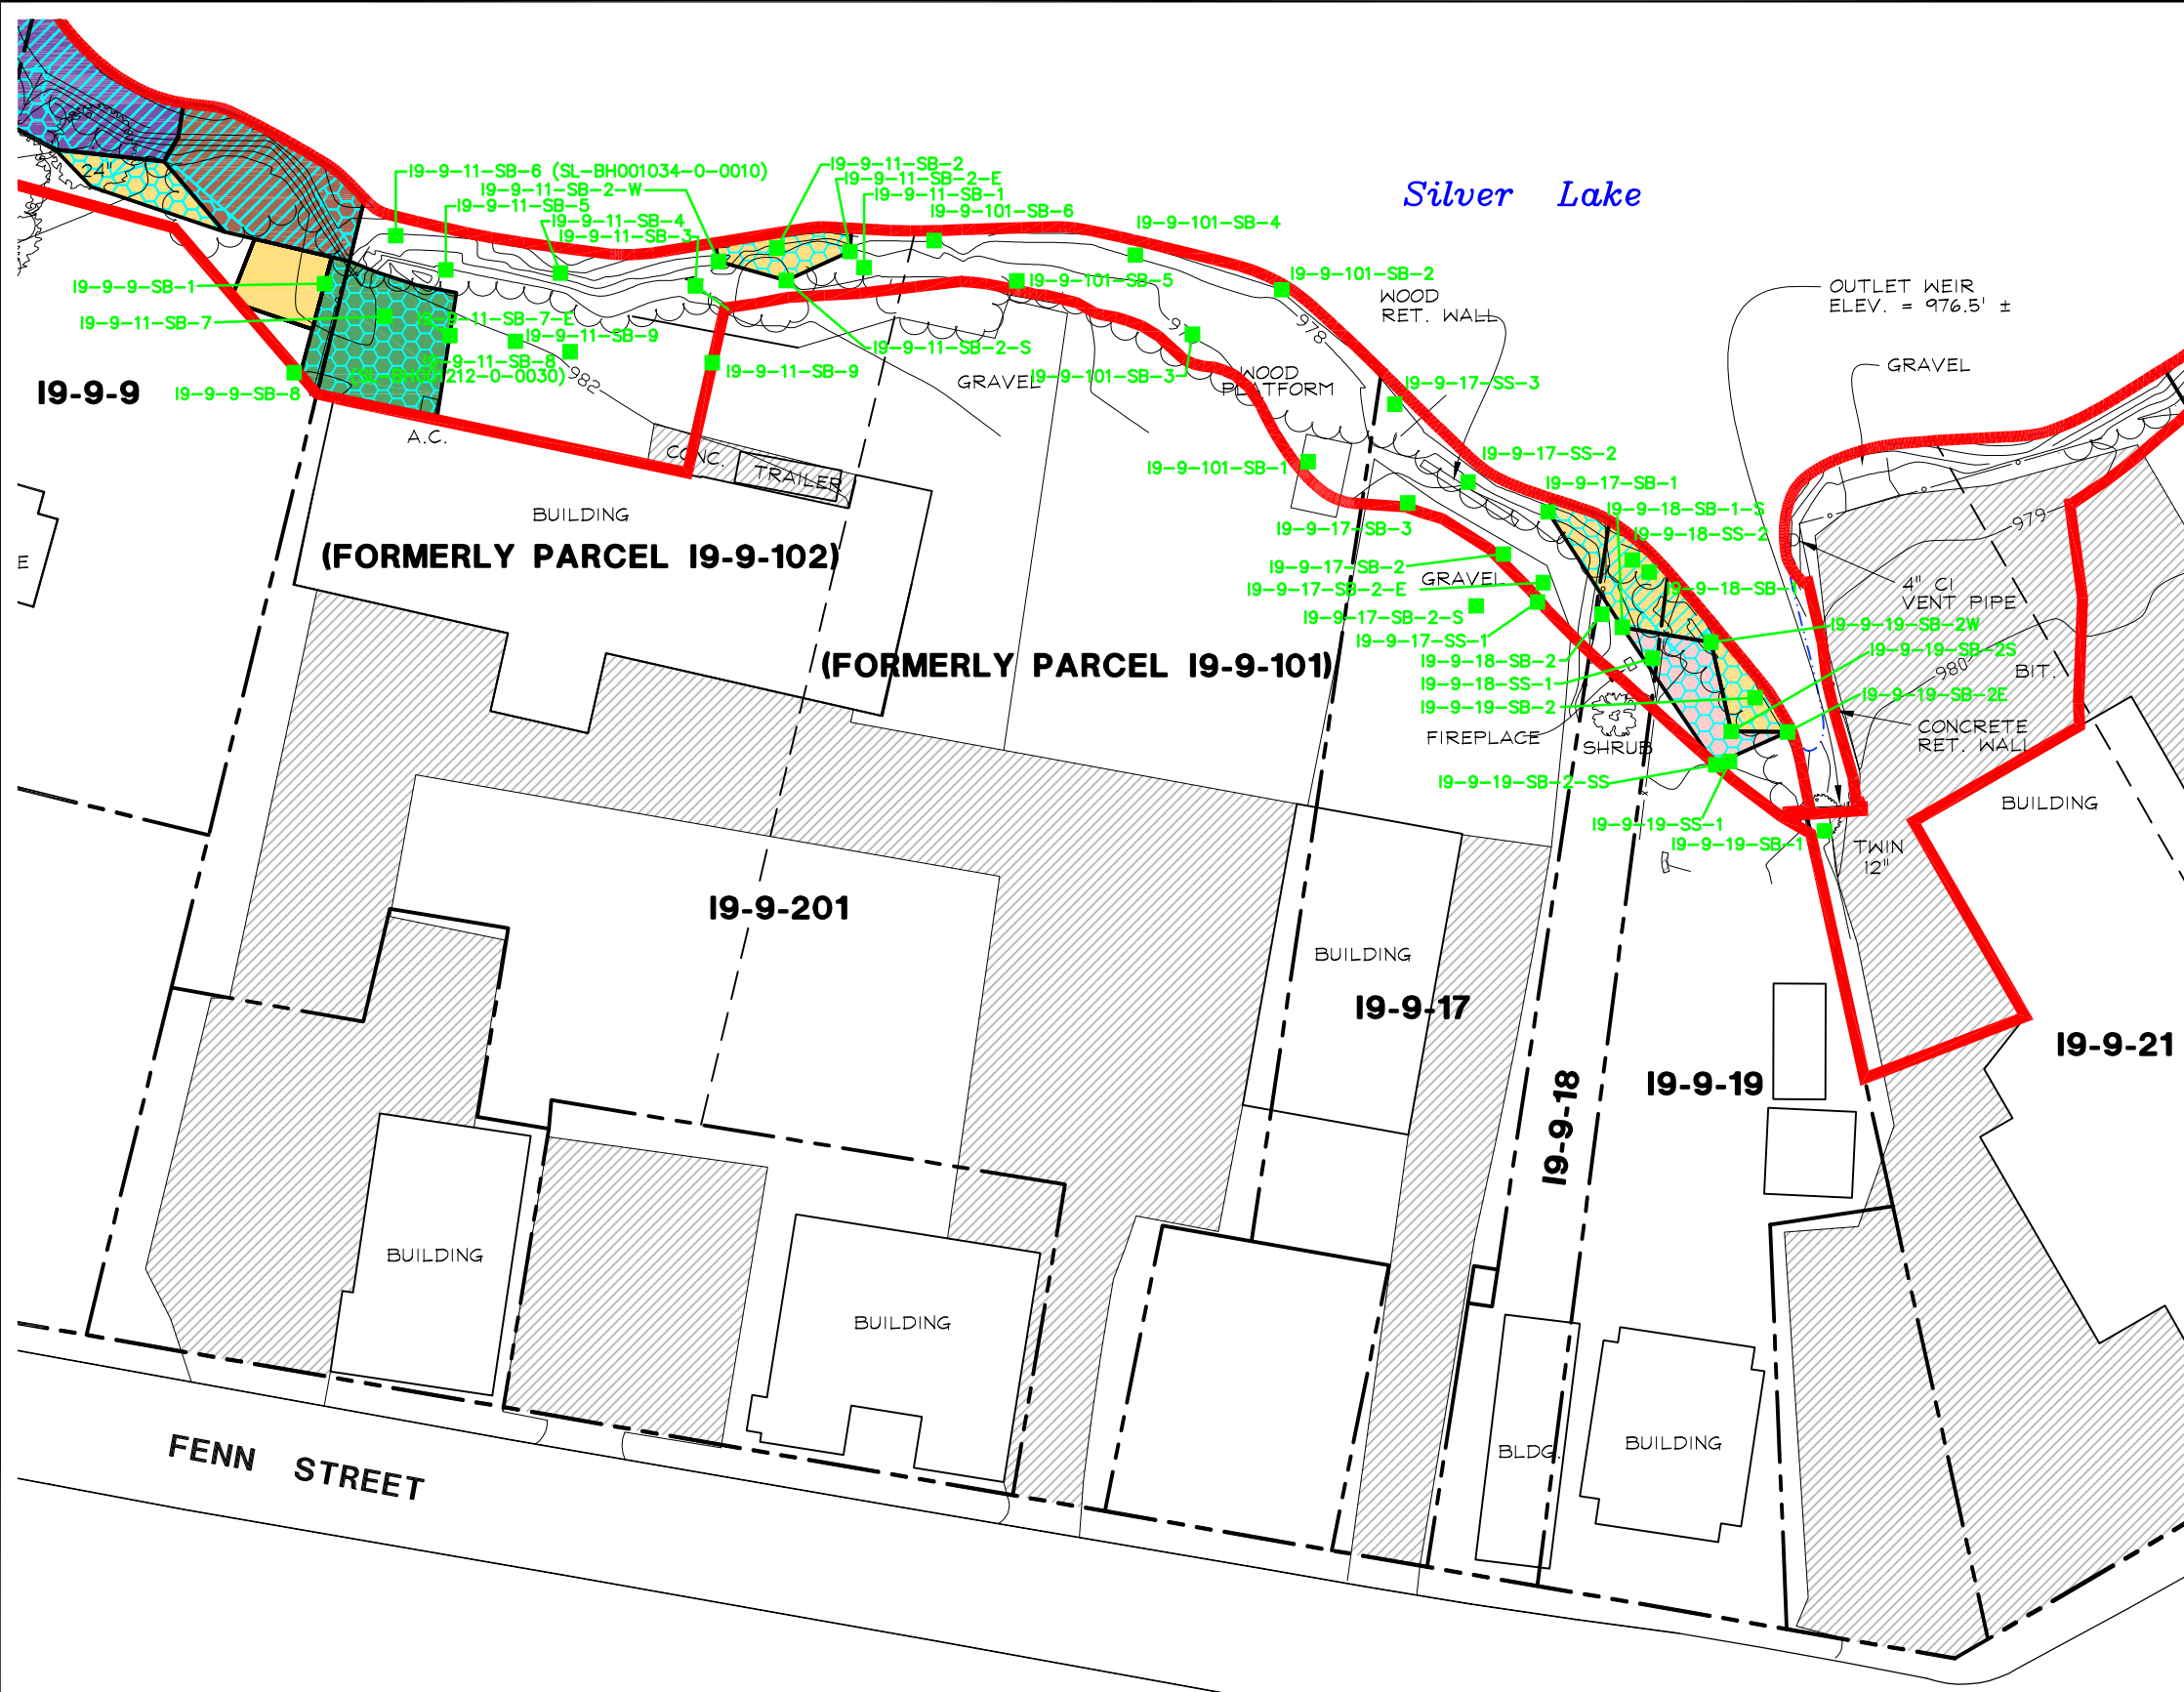 Silver Lake
I9-9-11-SB-6 (SL-BH001034-0-0010)
I9-9-11-SB-2
I9-9-11-SB-2-E
I9-9-11-SB-2-W
I9-9-11-SB-1
I9-9-11-SB-5
I9-9-101-SB-6
I9-9-11-SB-4
I9-9-101-SB-4
I9-9-11-SB-3
24"
I9-9-101-SB-2
I9-9-101-SB-5
I9-9-9-SB-1
WOOD
RET. WALL
OUTLET WEIR
ELEV. = 976.5' ±
I9-9-11-SB-7
-11-SB-7-E
978
I9-9-11-SB-9
I9-9-11-SB-2-S
I9-9-11-SB-8
212-0-0030)
982
I9-9-11-SB-9
GRAVEL
I9-9-101-SB-3
WOOD
PLATFORM
GRAVEL
I9-9-17-SS-3
I9-9-9
I9-9-9-SB-8
A.C.
CONC.
TRAILER
I9-9-101-SB-1
I9-9-17-SS-2
I9-9-17-SB-1
I9-9-18-SB-1-S
BUILDING
979
I9-9-17-SB-3
I9-9-18-SS-2
E
(FORMERLY PARCEL I9-9-102)
I9-9-17-SB-2
GRAVEL
I9-9-17-SB-2-E
I9-9-18-SB-1
4" CI
VENT PIPE
I9-9-17-SB-2-S
I9-9-19-SB-2W
I9-9-17-SS-1
I9-9-19-SB-2S
(FORMERLY PARCEL I9-9-101)
I9-9-18-SB-2
980
BIT.
I9-9-18-SS-1
I9-9-19-SB-2E
I9-9-19-SB-2
FIREPLACE
SHRUB
CONCRETE
RET. WALL
I9-9-19-SB-2-SS
BUILDING
I9-9-19-SS-1
I9-9-19-SB-1
TWIN
12"
I9-9-201
BUILDING
I9-9-17
I9-9-21
I9-9-18
I9-9-19
BUILDING
BUILDING
BLDG.
BUILDING
FENN STREET